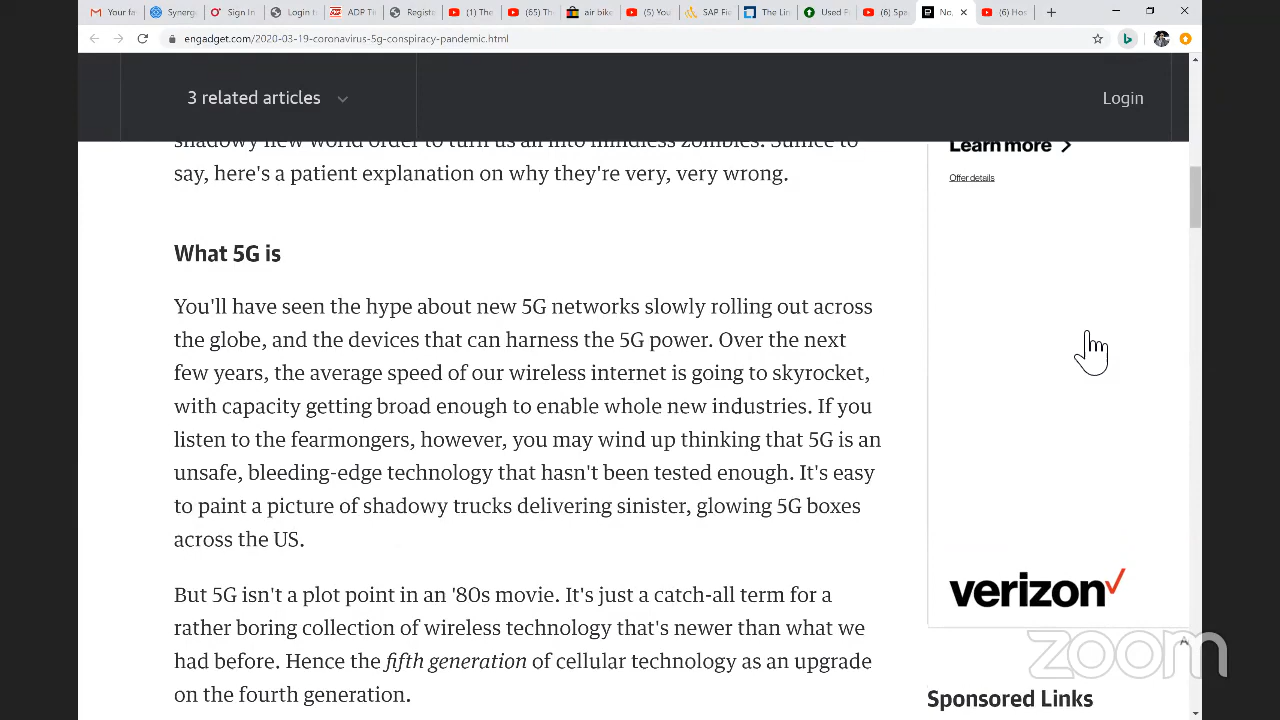 Your in
Synerg
Sign In
Login t
ADP TI
Registr
(1) The
(65) Th
air bike
(5) You
SAP Fi
The Lin
Used F
(6) Spa
No,
(6) Hos
engadget.com/2020-03-19-coronavirus-5g-conspiracy-pandemic.html
3 related articles
Login
shadowy new world order to turn us all into mindless zombies. Suffice to
say, here's a patient explanation on why they're very, very wrong.
Learn more
Offer details
What 5G is
You'll have seen the hype about new 5G networks slowly rolling out across
the globe, and the devices that can harness the 5G power. Over the next
few years, the average speed of our wireless internet is going to skyrocket,
with capacity getting broad enough to enable whole new industries. If you
listen to the fearmongers, however, you may wind up thinking that 5G is an
unsafe, bleeding-edge technology that hasn't been tested enough. It's easy
to paint a picture of shadowy trucks delivering sinister, glowing 5G boxes
across the US.
But 5G isn't a plot point in an '80s movie. It's just a catch-all term for a
rather boring collection of wireless technology that's newer than what we
had before. Hence the fifth generation of cellular technology as an upgrade
on the fourth generation.
verizon
zoom
Sponsored Links